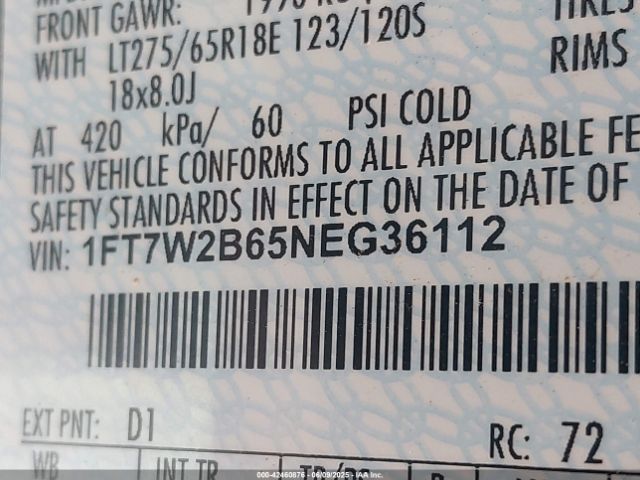 FRONT GAWR:
WITH LT275/65R18E 123/120S
RIMS
18x8.0J
AT 420 kPa/ 60 PSI COLD
THIS VEHICLE CONFORMS TO ALL APPLICABLE FE
SAFETY STANDARDS IN EFFECT ON THE DATE OF
VIN: 1FT7W2B65NEG36112
EXT PNT: D1
RC: 72
WB INT TR
000-42460876 - 06/09/2025 - © IAA Inc.